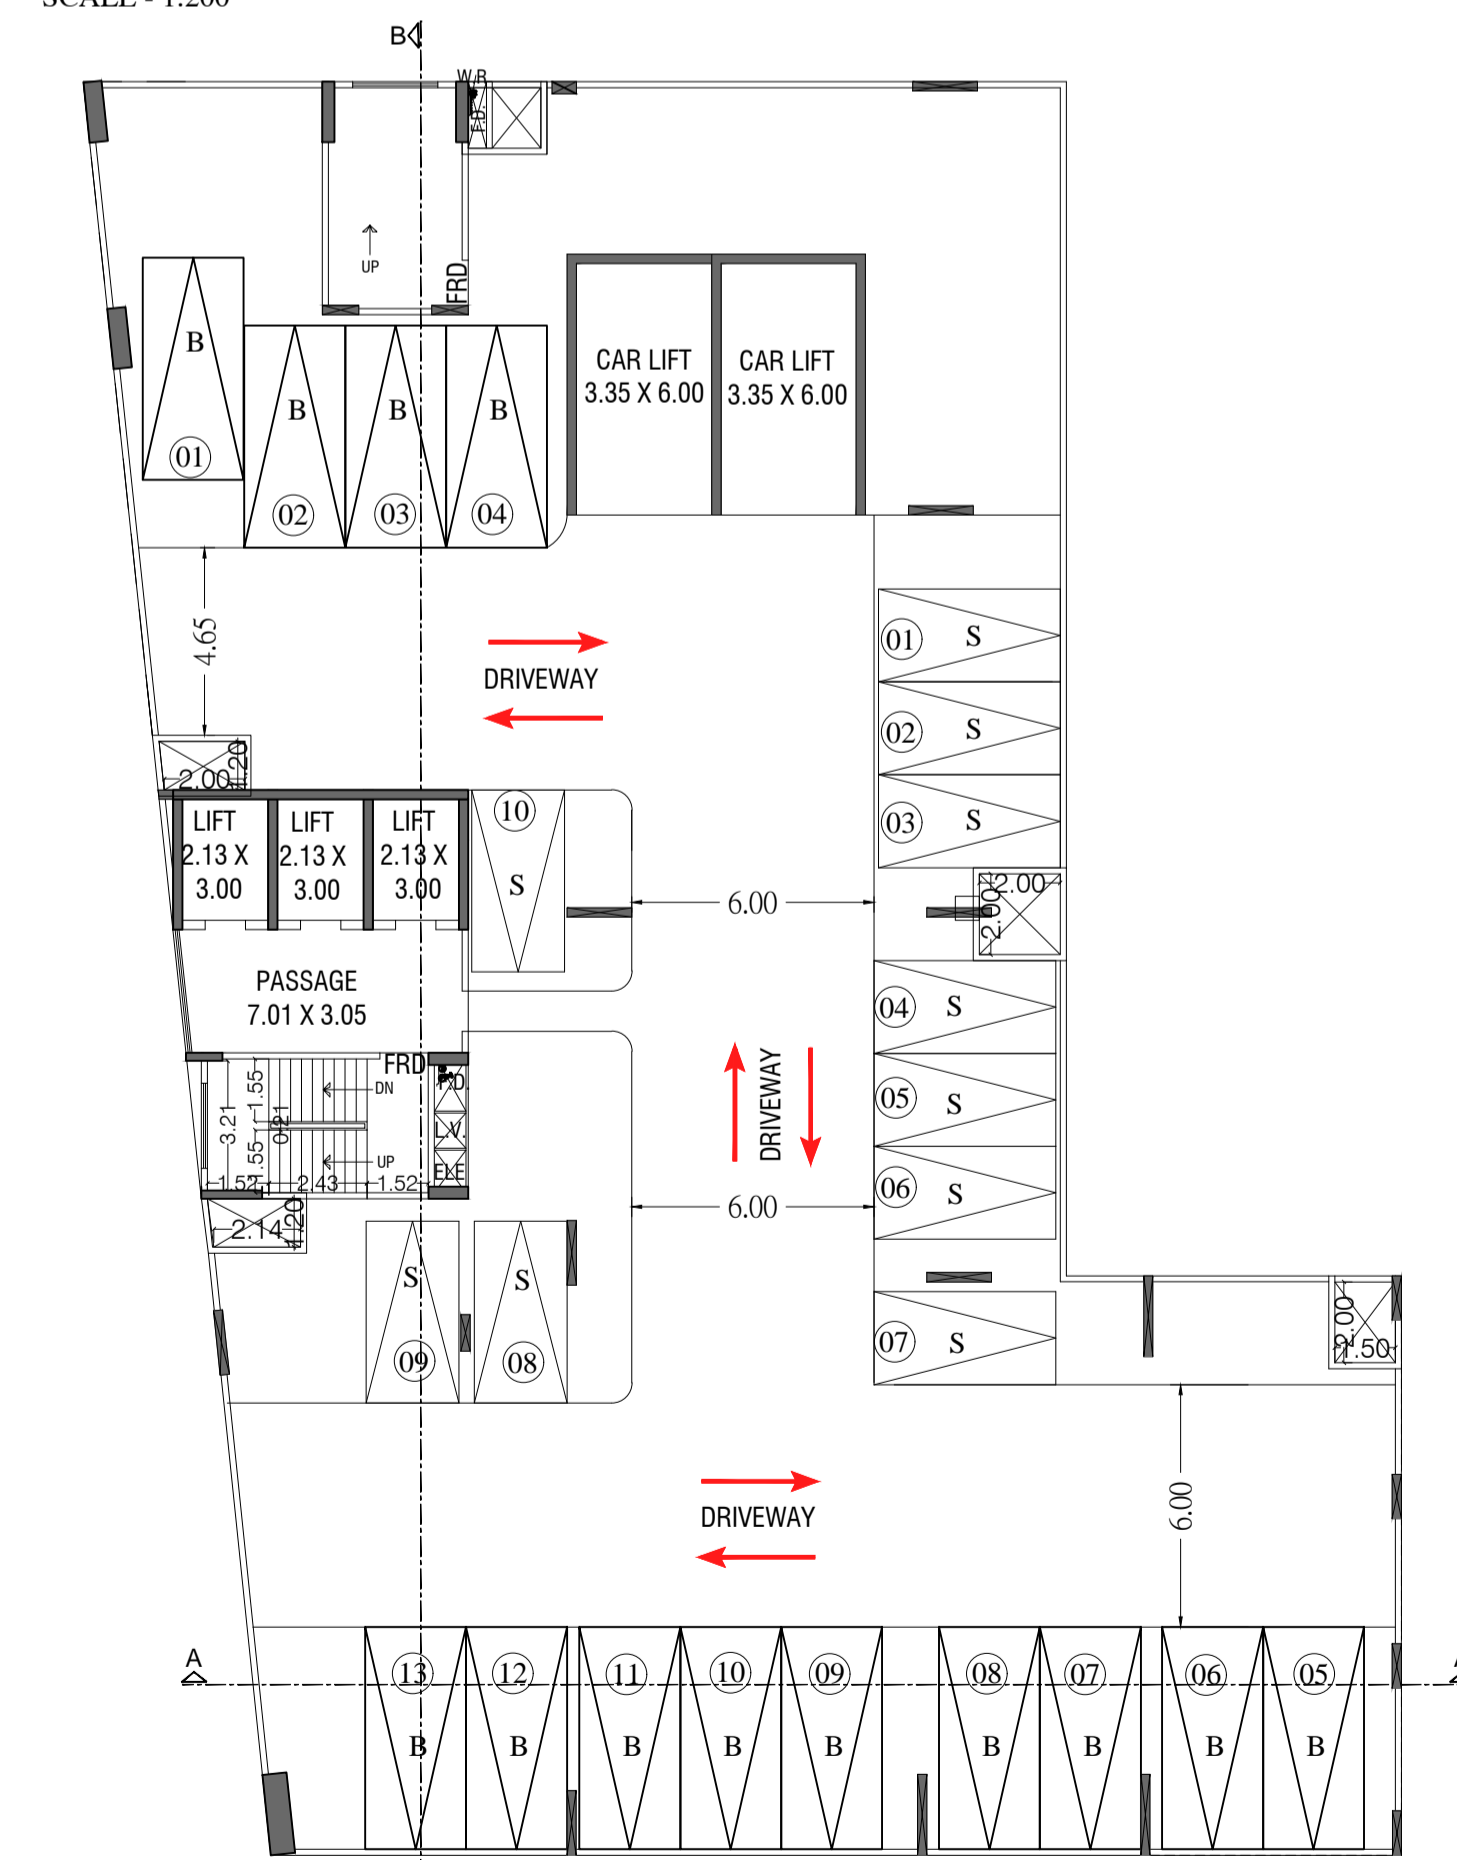 SCALE - 1:200
B
W.R
F.D.
UP
FRD
B
01
B
02
B
03
B
04
CAR LIFT
3.35 X 6.00
CAR LIFT
3.35 X 6.00
4.65
DRIVEWAY
01
S
02
S
03
S
2.00
1.20
LIFT
2.13 X
3.00
LIFT
2.13 X
3.00
LIFT
2.13 X
3.00
10
S
6.00
2.00
2.00
PASSAGE
7.01 X 3.05
04
S
05
S
06
S
DRIVEWAY
FRD
DN
UP
F.D.
L.V.
ELE
3.21
1.55
0.21
1.55
1.52
2.43
1.52
2.14
1.20
6.00
S
09
S
08
07
S
2.00
1.50
DRIVEWAY
6.00
A
13
12
11
10
09
08
07
06
05
B
B
B
B
B
B
B
B
B